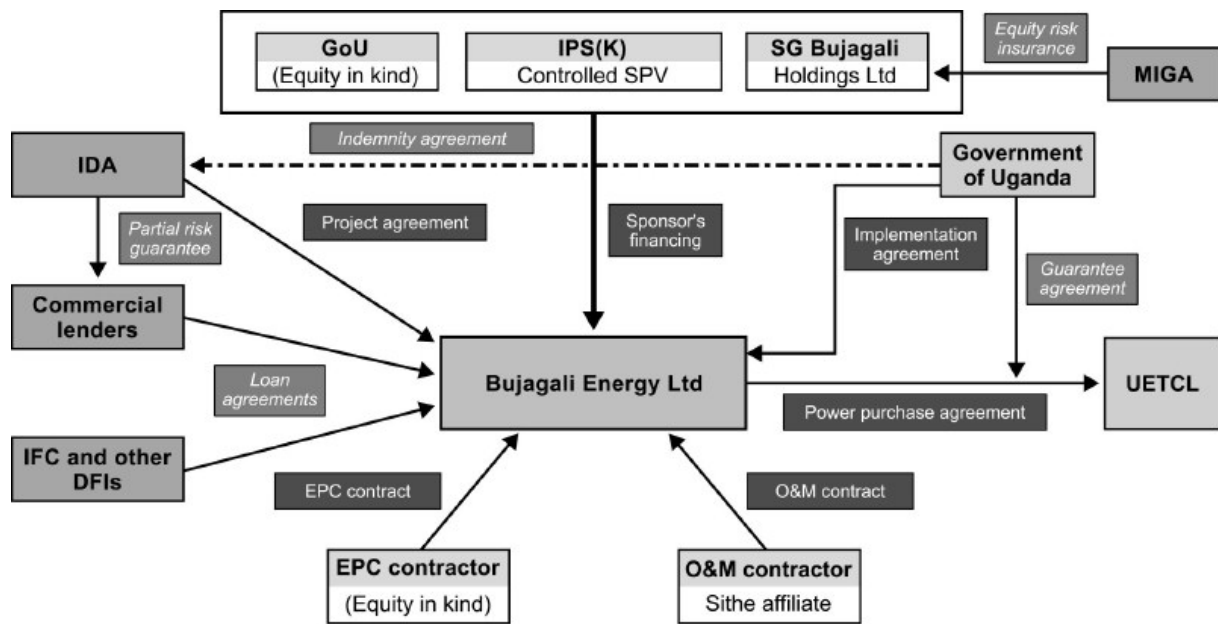 GoU
(Equity in kind)
IPS(K)
Controlled SPV
SG Bujagali
Holdings Ltd
Equity risk
insurance
MIGA
Indemnity agreement
IDA
Government
of Uganda
Partial risk
guarantee
Project agreement
Sponsor's
financing
Implementation
agreement
Guarantee
agreement
Commercial
lenders
Loan
agreements
Bujagali Energy Ltd
UETCL
Power purchase agreement
IFC and other
DFIs
EPC contract
O&M contract
EPC contractor
(Equity in kind)
O&M contractor
Sithe affiliate